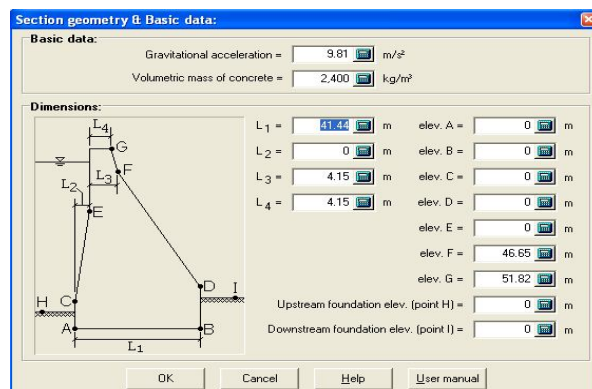 Section geometry & Basic data:
Basic data:
Gravitational acceleration = 9.81 m/s²
Volumetric mass of concrete = 2,400 kg/m³
Dimensions:
L1 = 41.44 m elev. A = 0 m
L2 = 0 m elev. B = 0 m
L3 = 4.15 m elev. C = 0 m
L4 = 4.15 m elev. D = 0 m
elev. E = 0 m
elev. F = 46.65 m
elev. G = 51.82 m
Upstream foundation elev. (point H) = 0 m
Downstream foundation elev. (point I) = 0 m
L4
G
F
L3
L2
E
D
I
C
H
A
B
L1
OK Cancel Help User manual